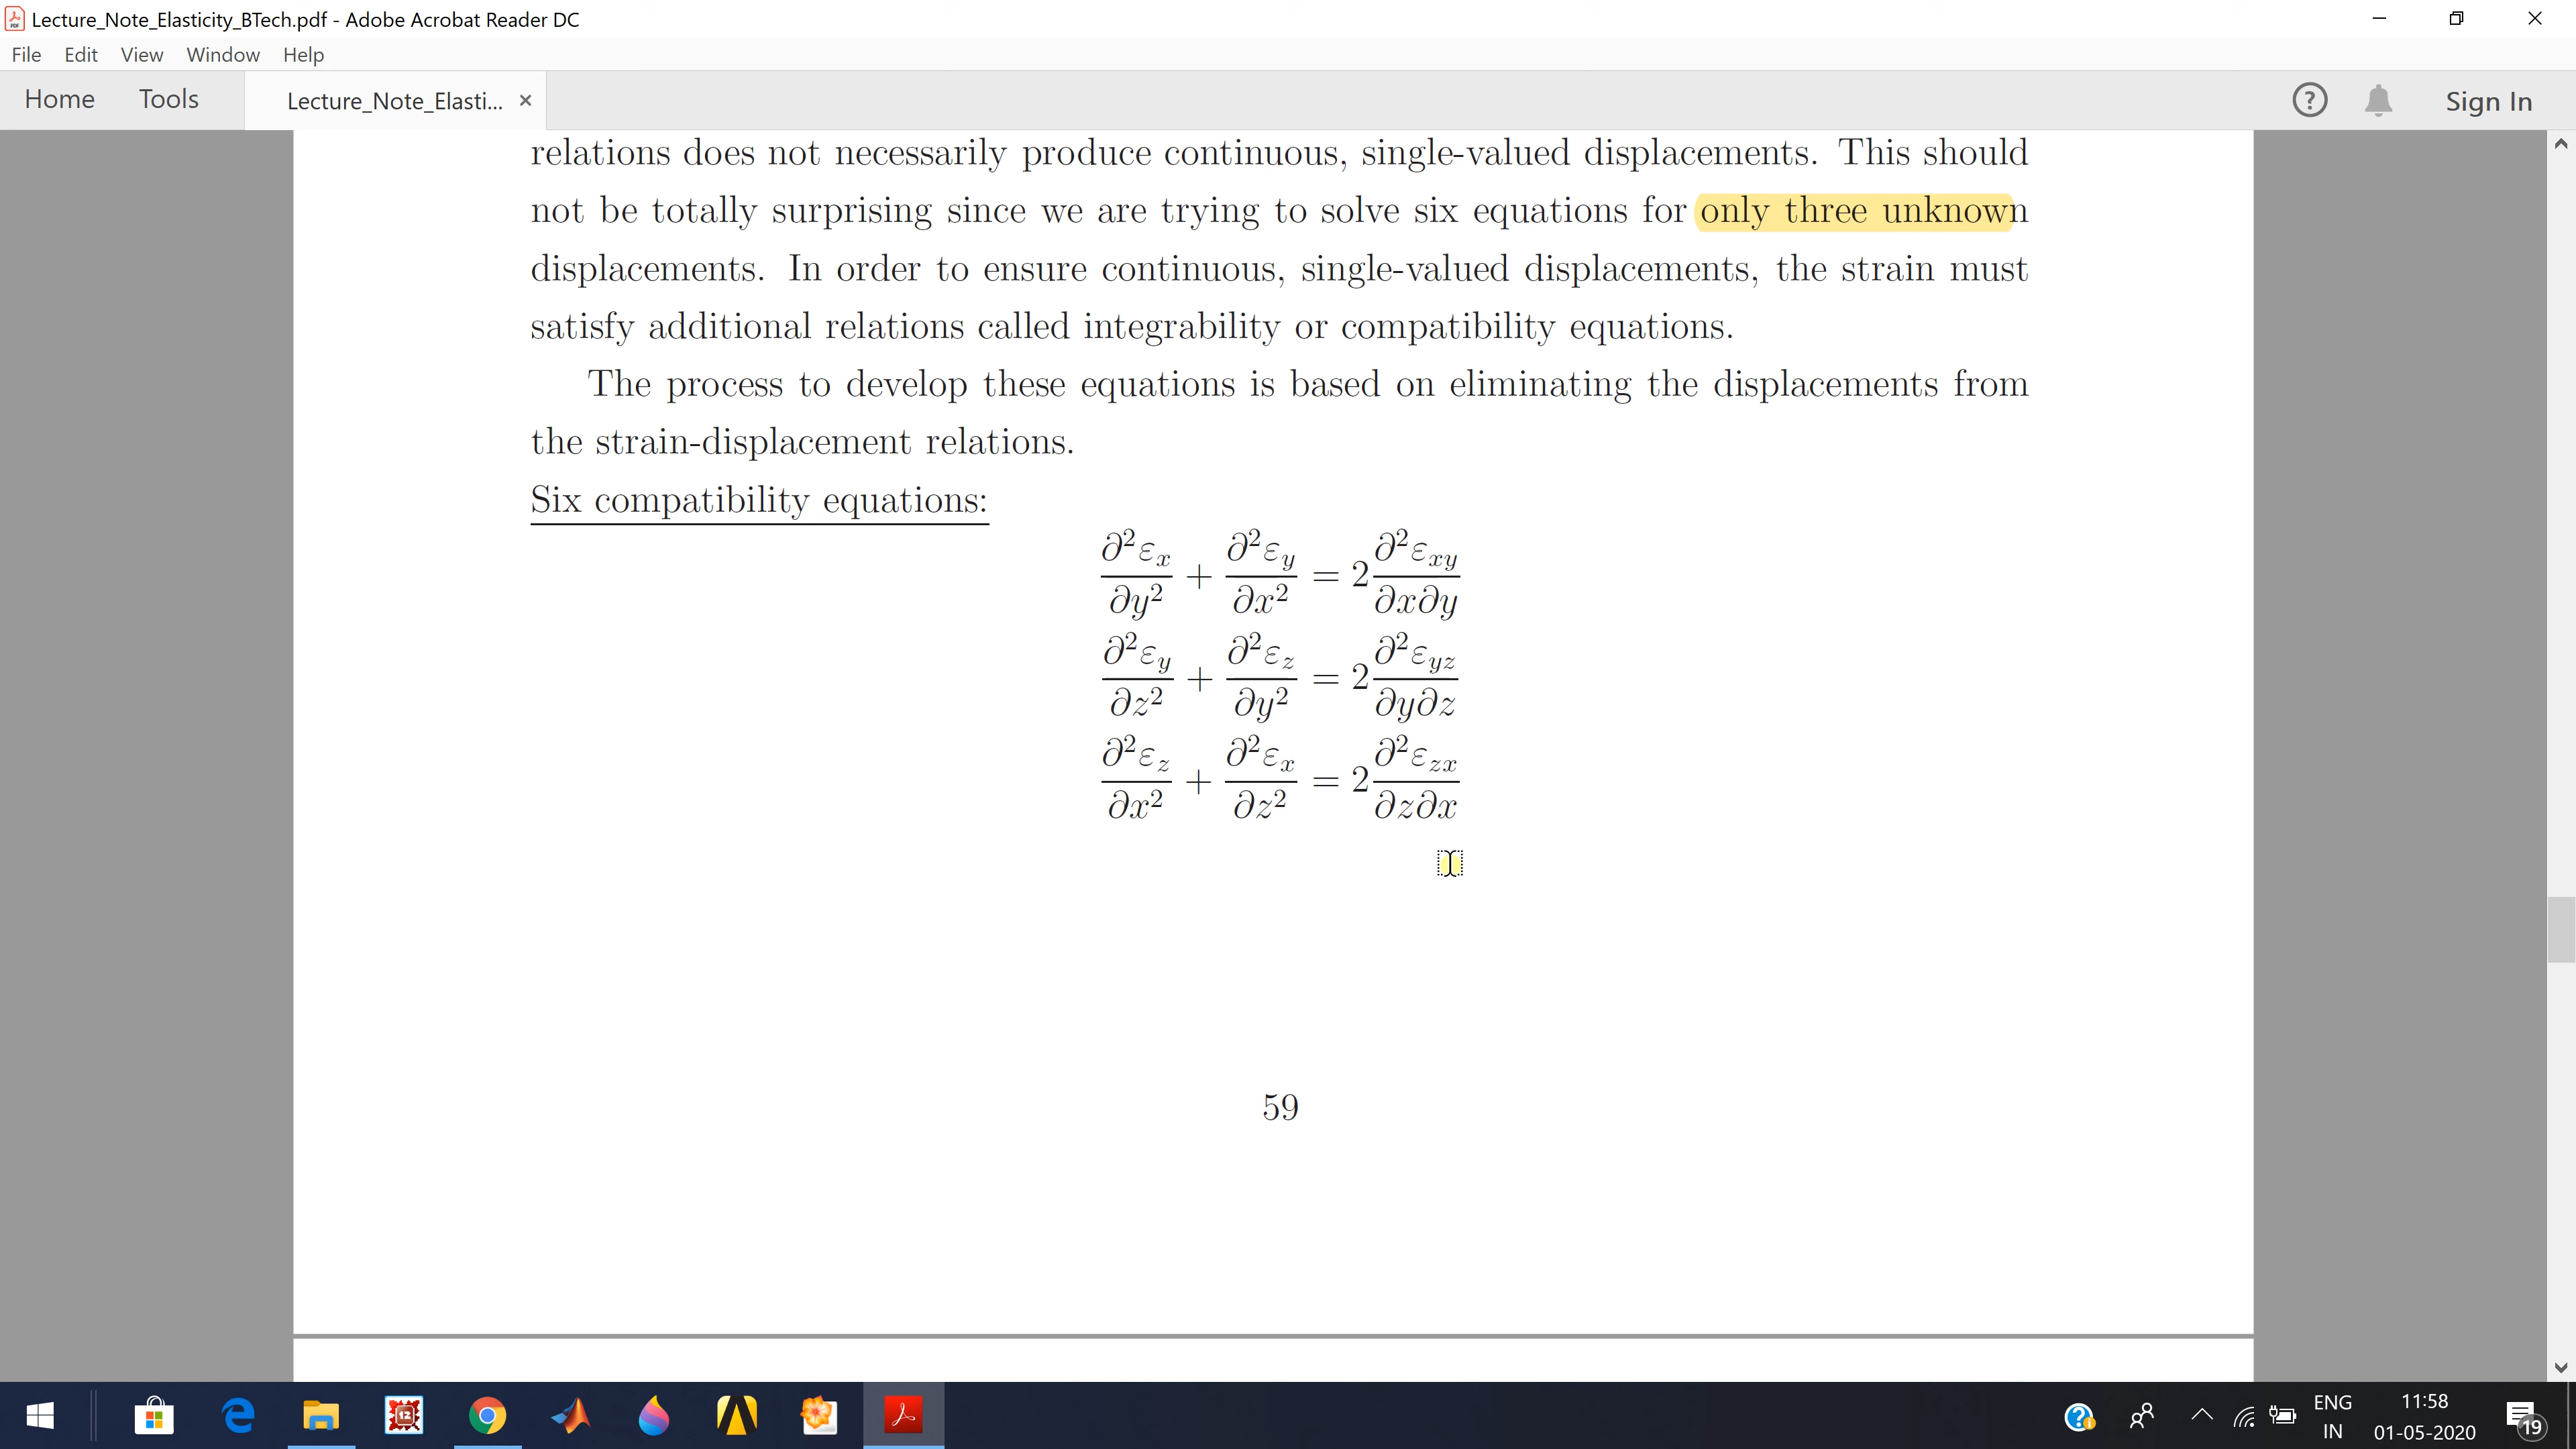 Lecture_Note_Elasticity_BTech.pdf - Adobe Acrobat Reader DC
File Edit View Window Help
Home Tools Lecture_Note_Elasti... × Sign In
relations does not necessarily produce continuous, single-valued displacements. This should
not be totally surprising since we are trying to solve six equations for only three unknown
displacements. In order to ensure continuous, single-valued displacements, the strain must
satisfy additional relations called integrability or compatibility equations.
The process to develop these equations is based on eliminating the displacements from
the strain-displacement relations.
Six compatibility equations:
∂²εx/∂y² + ∂²εy/∂x² = 2 ∂²εxy/∂x∂y
∂²εy/∂z² + ∂²εz/∂y² = 2 ∂²εyz/∂y∂z
∂²εz/∂x² + ∂²εx/∂z² = 2 ∂²εzx/∂z∂x
59
ENG 11:58
IN 01-05-2020 19